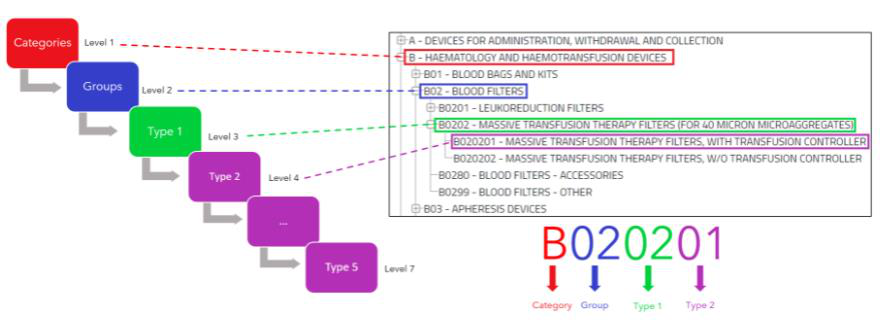 Categories
Level 1
Groups
Level 2
Type 1
Level 3
Type 2
Level 4
...
Type 5
Level 7
A - DEVICES FOR ADMINISTRATION, WITHDRAWAL AND COLLECTION
B - HAEMATOLOGY AND HAEMOTRANSFUSION DEVICES
B01 - BLOOD BAGS AND KITS
B02 - BLOOD FILTERS
B0201 - LEUKOREDUCTION FILTERS
B0202 - MASSIVE TRANSFUSION THERAPY FILTERS (FOR 40 MICRON MICROAGGREGATES)
B020201 - MASSIVE TRANSFUSION THERAPY FILTERS, WITH TRANSFUSION CONTROLLER
B020202 - MASSIVE TRANSFUSION THERAPY FILTERS, W/O TRANSFUSION CONTROLLER
B0280 - BLOOD FILTERS - ACCESSORIES
B0299 - BLOOD FILTERS - OTHER
B03 - APHERESIS DEVICES
B020201
Category Group Type 1 Type 2